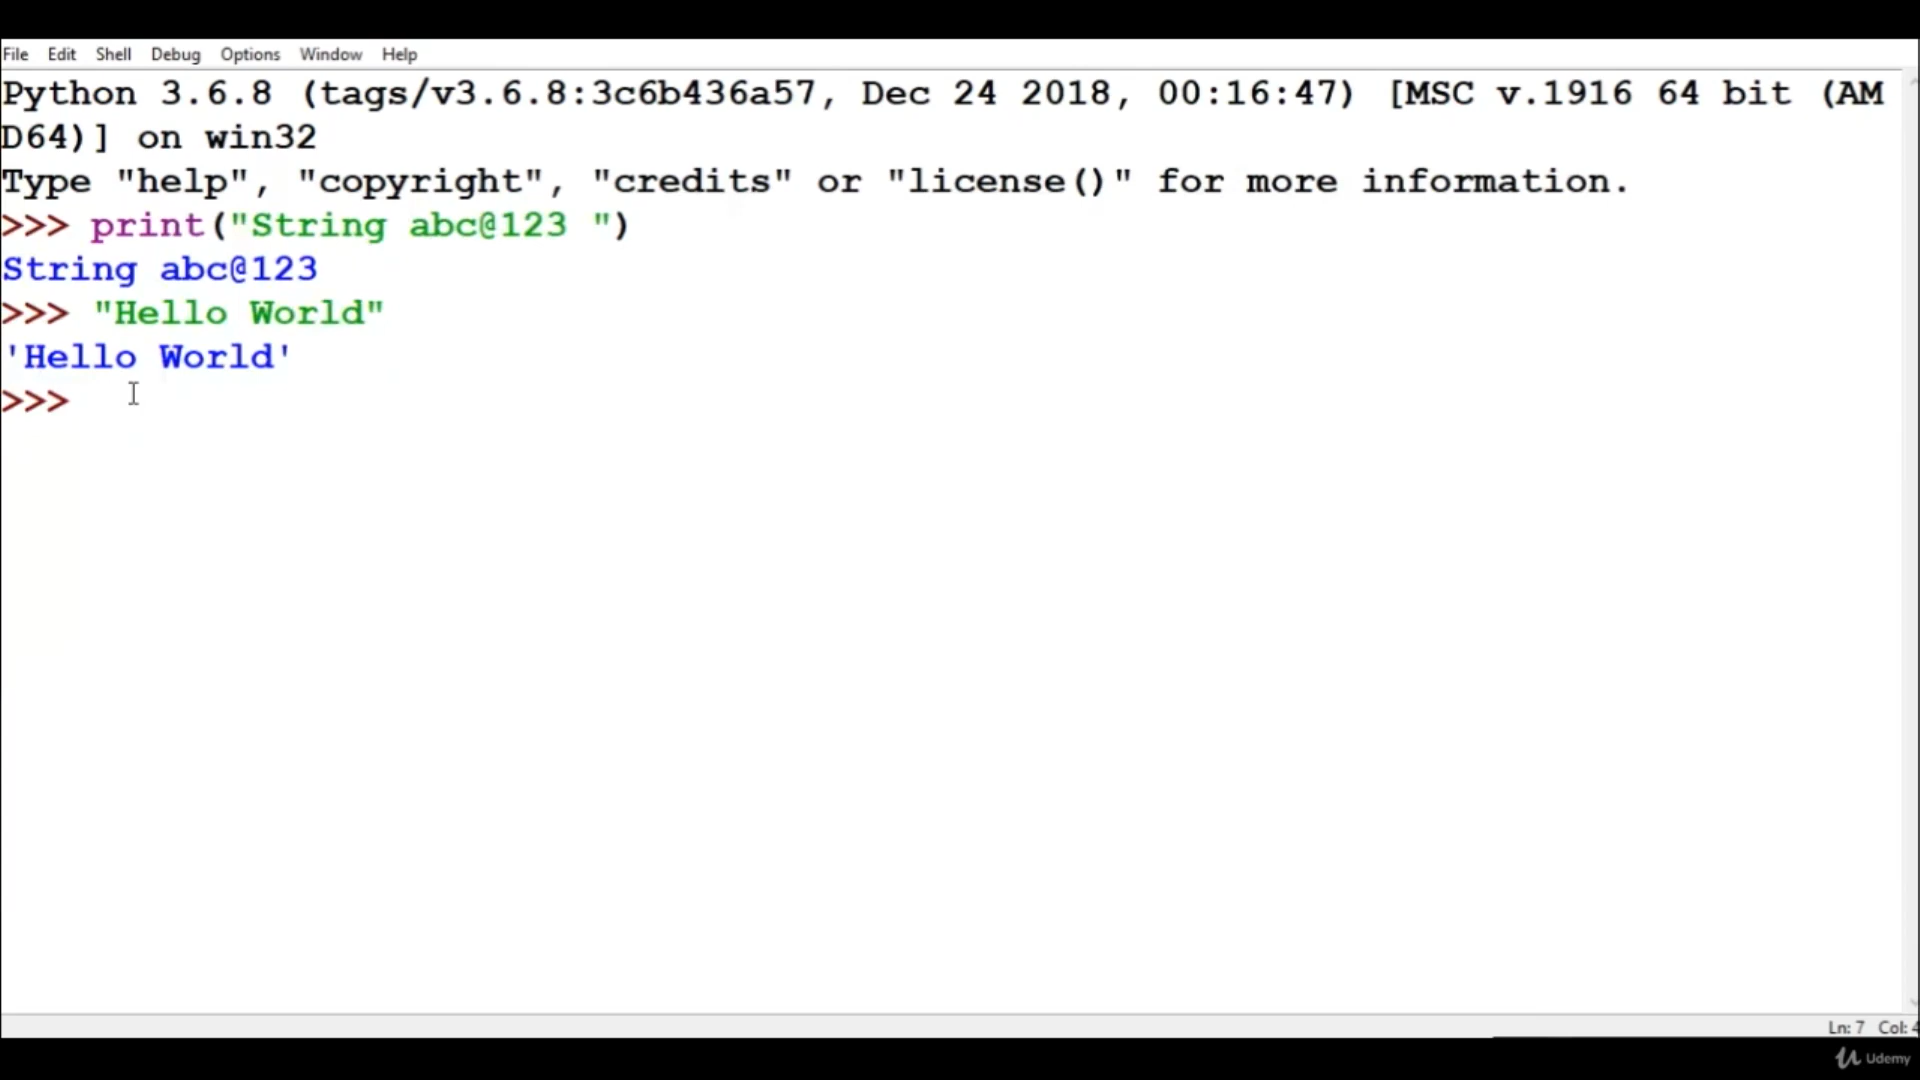 File Edit Shell Debug Options Window Help
Python 3.6.8 (tags/v3.6.8:3c6b436a57, Dec 24 2018, 00:16:47) [MSC v.1916 64 bit (AM
D64)] on win32
Type "help", "copyright", "credits" or "license()" for more information.
>>> print("String abc@123 ")
String abc@123
>>> "Hello World"
'Hello World'
>>>
Ln: 7 Col: 4
Udemy